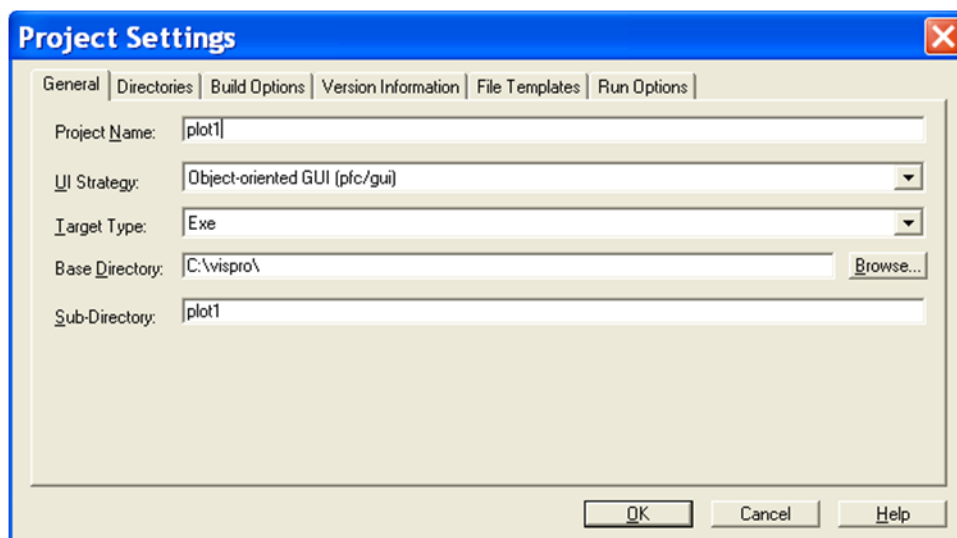 Project Settings
General Directories Build Options Version Information File Templates Run Options
Project Name: plot1
UI Strategy: Object-oriented GUI (pfc/gui)
Target Type: Exe
Base Directory: C:\vispro\ Browse...
Sub-Directory: plot1
OK Cancel Help